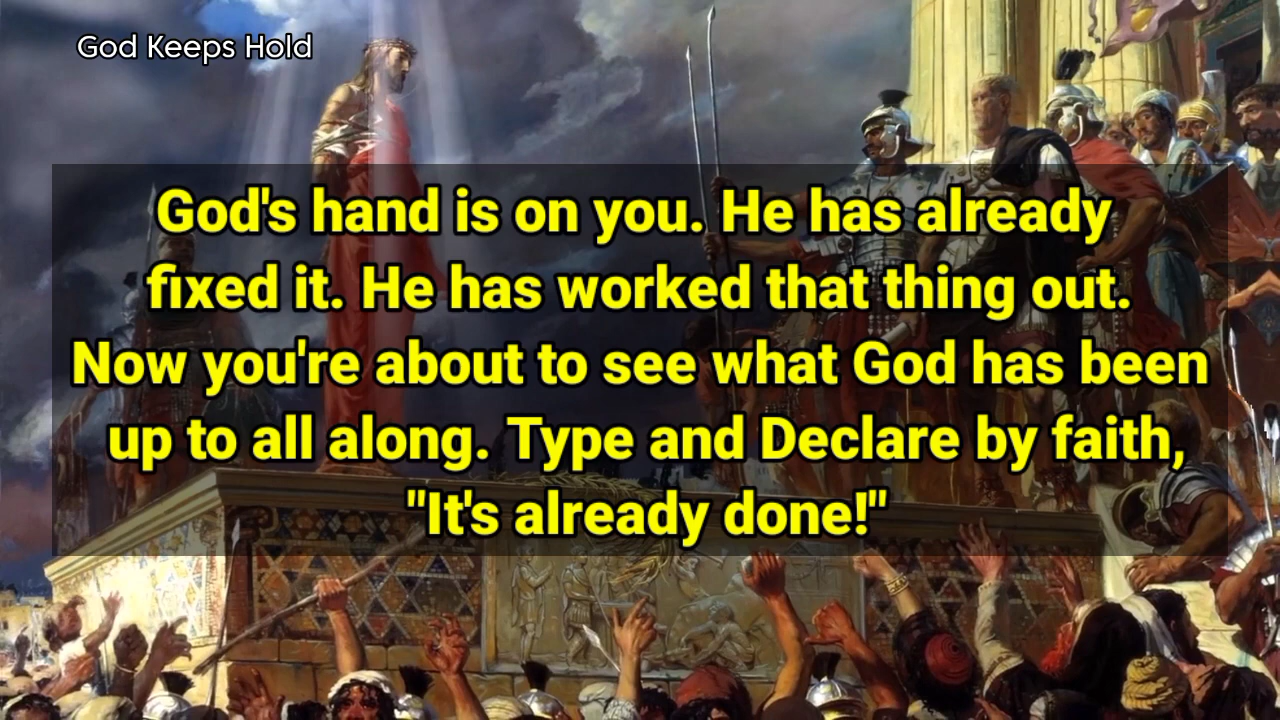 God Keeps Hold
God's hand is on you. He has already
fixed it. He has worked that thing out.
Now you're about to see what God has been
up to all along. Type and Declare by faith,
"It's already done!"